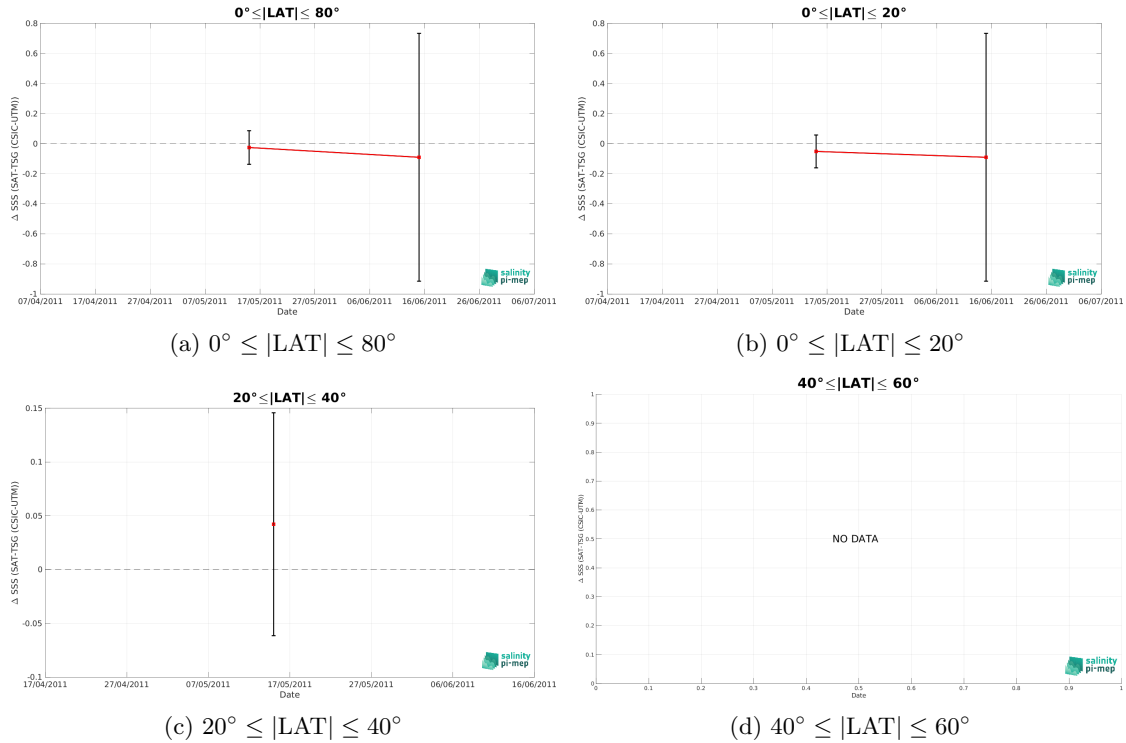 0°≤|LAT|≤ 80°
0.8
0.6
0.4
0.2
0
-0.2
-0.4
-0.6
-0.8
-1
Δ SSS (SAT-TSG (CSIC-UTM))
07/04/2011 17/04/2011 27/04/2011 07/05/2011 17/05/2011 27/05/2011 06/06/2011 16/06/2011 26/06/2011 06/07/2011
Date
salinity
pi-mep
(a) 0° ≤ |LAT| ≤ 80°
0°≤|LAT|≤ 20°
0.8
0.6
0.4
0.2
0
-0.2
-0.4
-0.6
-0.8
-1
Δ SSS (SAT-TSG (CSIC-UTM))
07/04/2011 17/04/2011 27/04/2011 07/05/2011 17/05/2011 27/05/2011 06/06/2011 16/06/2011 26/06/2011 06/07/2011
Date
salinity
pi-mep
(b) 0° ≤ |LAT| ≤ 20°
20°≤|LAT|≤ 40°
0.15
0.1
0.05
0
-0.05
-0.1
Δ SSS (SAT-TSG (CSIC-UTM))
17/04/2011 27/04/2011 07/05/2011 17/05/2011 27/05/2011 06/06/2011 16/06/2011
Date
salinity
pi-mep
(c) 20° ≤ |LAT| ≤ 40°
40°≤|LAT|≤ 60°
1
0.9
0.8
0.7
0.6
0.5
0.4
0.3
0.2
0.1
0
Δ SSS (SAT-TSG (CSIC-UTM))
NO DATA
0 0.1 0.2 0.3 0.4 0.5 0.6 0.7 0.8 0.9 1
Date
salinity
pi-mep
(d) 40° ≤ |LAT| ≤ 60°